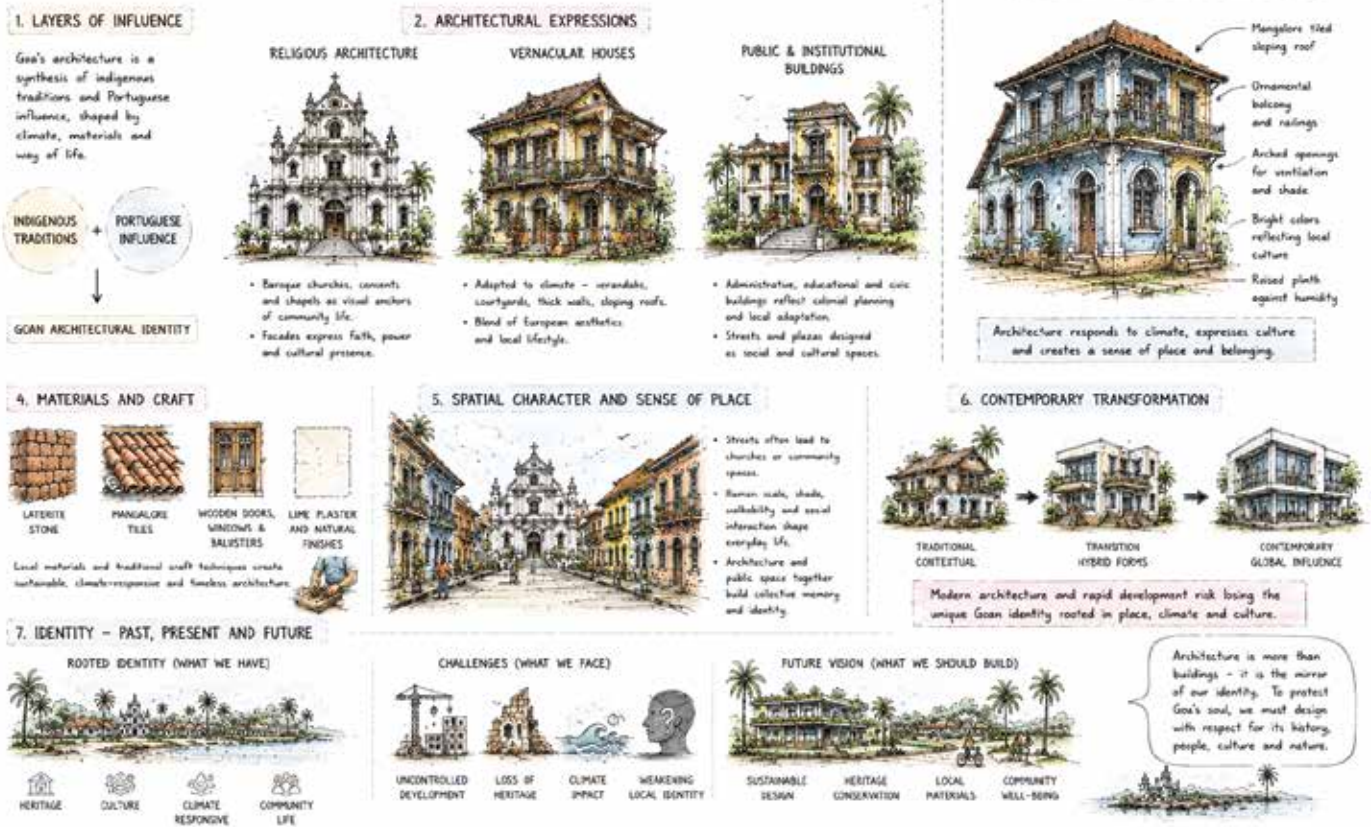 1. LAYERS OF INFLUENCE
Goa's architecture is a
synthesis of indigenous
traditions and Portuguese
influence, shaped by
climate, materials and
way of life.
INDIGENOUS
TRADITIONS
+
PORTUGUESE
INFLUENCE
GOAN ARCHITECTURAL IDENTITY
2. ARCHITECTURAL EXPRESSIONS
RELIGIOUS ARCHITECTURE
• Baroque churches, convents
and chapels as visual anchors
of community life.
• Facades express faith, power
and cultural presence.
VERNACULAR HOUSES
• Adapted to climate – verandahs,
courtyards, thick walls, sloping roofs.
• Blend of European aesthetics
and local lifestyle.
PUBLIC & INSTITUTIONAL
BUILDINGS
• Administrative, educational and civic
buildings reflect colonial planning
and local adaptation.
• Streets and plazas designed
as social and cultural spaces.
Mangalore tiled
sloping roof
Ornamental
balcony
and railings
Arched openings
for ventilation
and shade
Bright colors
reflecting local
culture
Raised plinth
against humidity
Architecture responds to climate, expresses culture
and creates a sense of place and belonging.
4. MATERIALS AND CRAFT
LATERITE
STONE
MANGALORE
TILES
WOODEN DOORS,
WINDOWS &
BALUSTERS
LIME PLASTER
AND NATURAL
FINISHES
Local materials and traditional craft techniques create
sustainable, climate-responsive and timeless architecture
5. SPATIAL CHARACTER AND SENSE OF PLACE
• Streets often lead to
churches or community
spaces.
• Human scale, shade,
walkability and social
interaction shape
everyday life.
• Architecture and
public space together
build collective memory
and identity.
6. CONTEMPORARY TRANSFORMATION
TRADITIONAL
CONTEXTUAL
TRANSITION
HYBRID FORMS
CONTEMPORARY
GLOBAL INFLUENCE
Modern architecture and rapid development risk losing the
unique Goan identity rooted in place, climate and culture.
7. IDENTITY – PAST, PRESENT AND FUTURE
ROOTED IDENTITY (WHAT WE HAVE)
HERITAGE
CULTURE
CLIMATE
RESPONSIVE
COMMUNITY
LIFE
CHALLENGES (WHAT WE FACE)
UNCONTROLLED
DEVELOPMENT
LOSS OF
HERITAGE
CLIMATE
IMPACT
?
WEAKENING
LOCAL IDENTITY
FUTURE VISION (WHAT WE SHOULD BUILD)
SUSTAINABLE
DESIGN
HERITAGE
CONSERVATION
LOCAL
MATERIALS
COMMUNITY
WELL-BEING
Architecture is more than
buildings – it is the mirror
of our identity. To protect
Goa's soul, we must design
with respect for its history,
people, culture and nature.